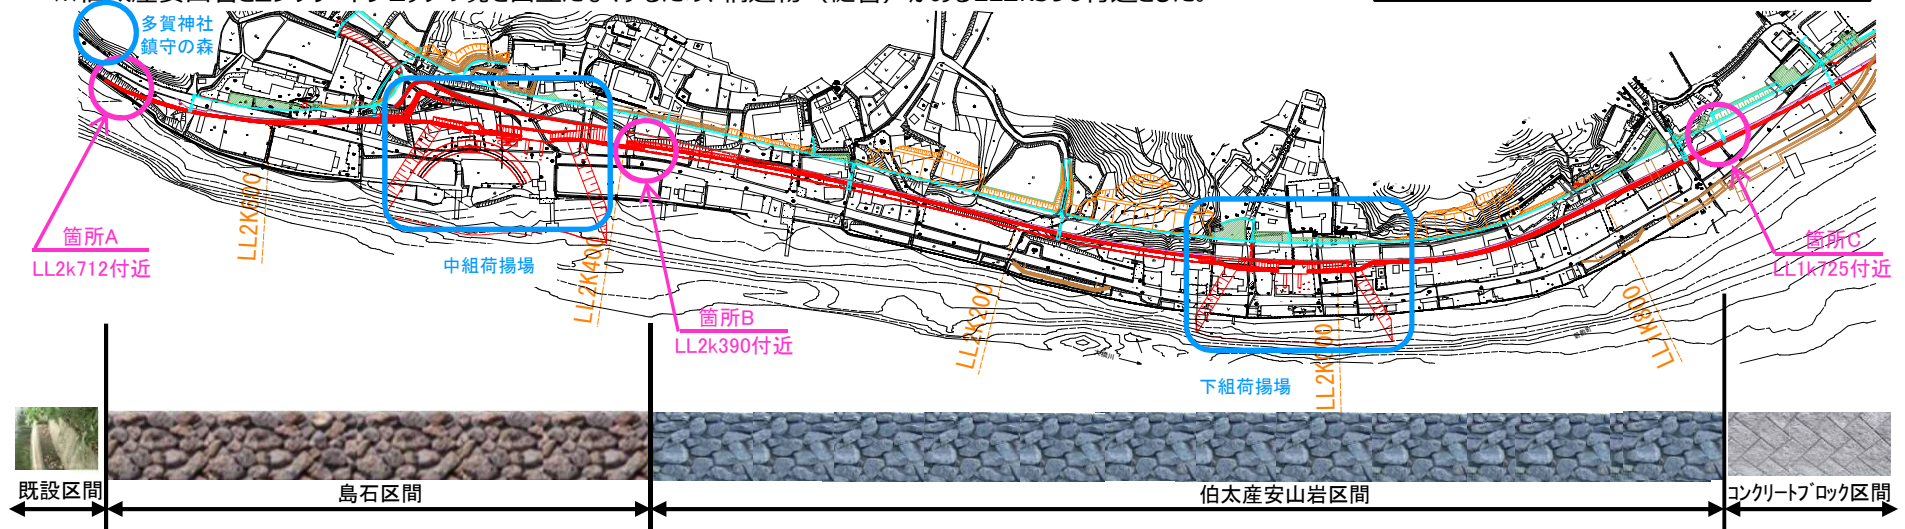 多賀神社
鎮守の森
箇所A
LL2k712付近
LL2K600
中組荷揚場
LL2K400
箇所B
LL2k390付近
LL2K200
下組荷揚場
LL2K000
LL1K800
箇所C
LL1k725付近
既設区間
島石区間
伯太産安山岩区間
コンクリートブロック区間